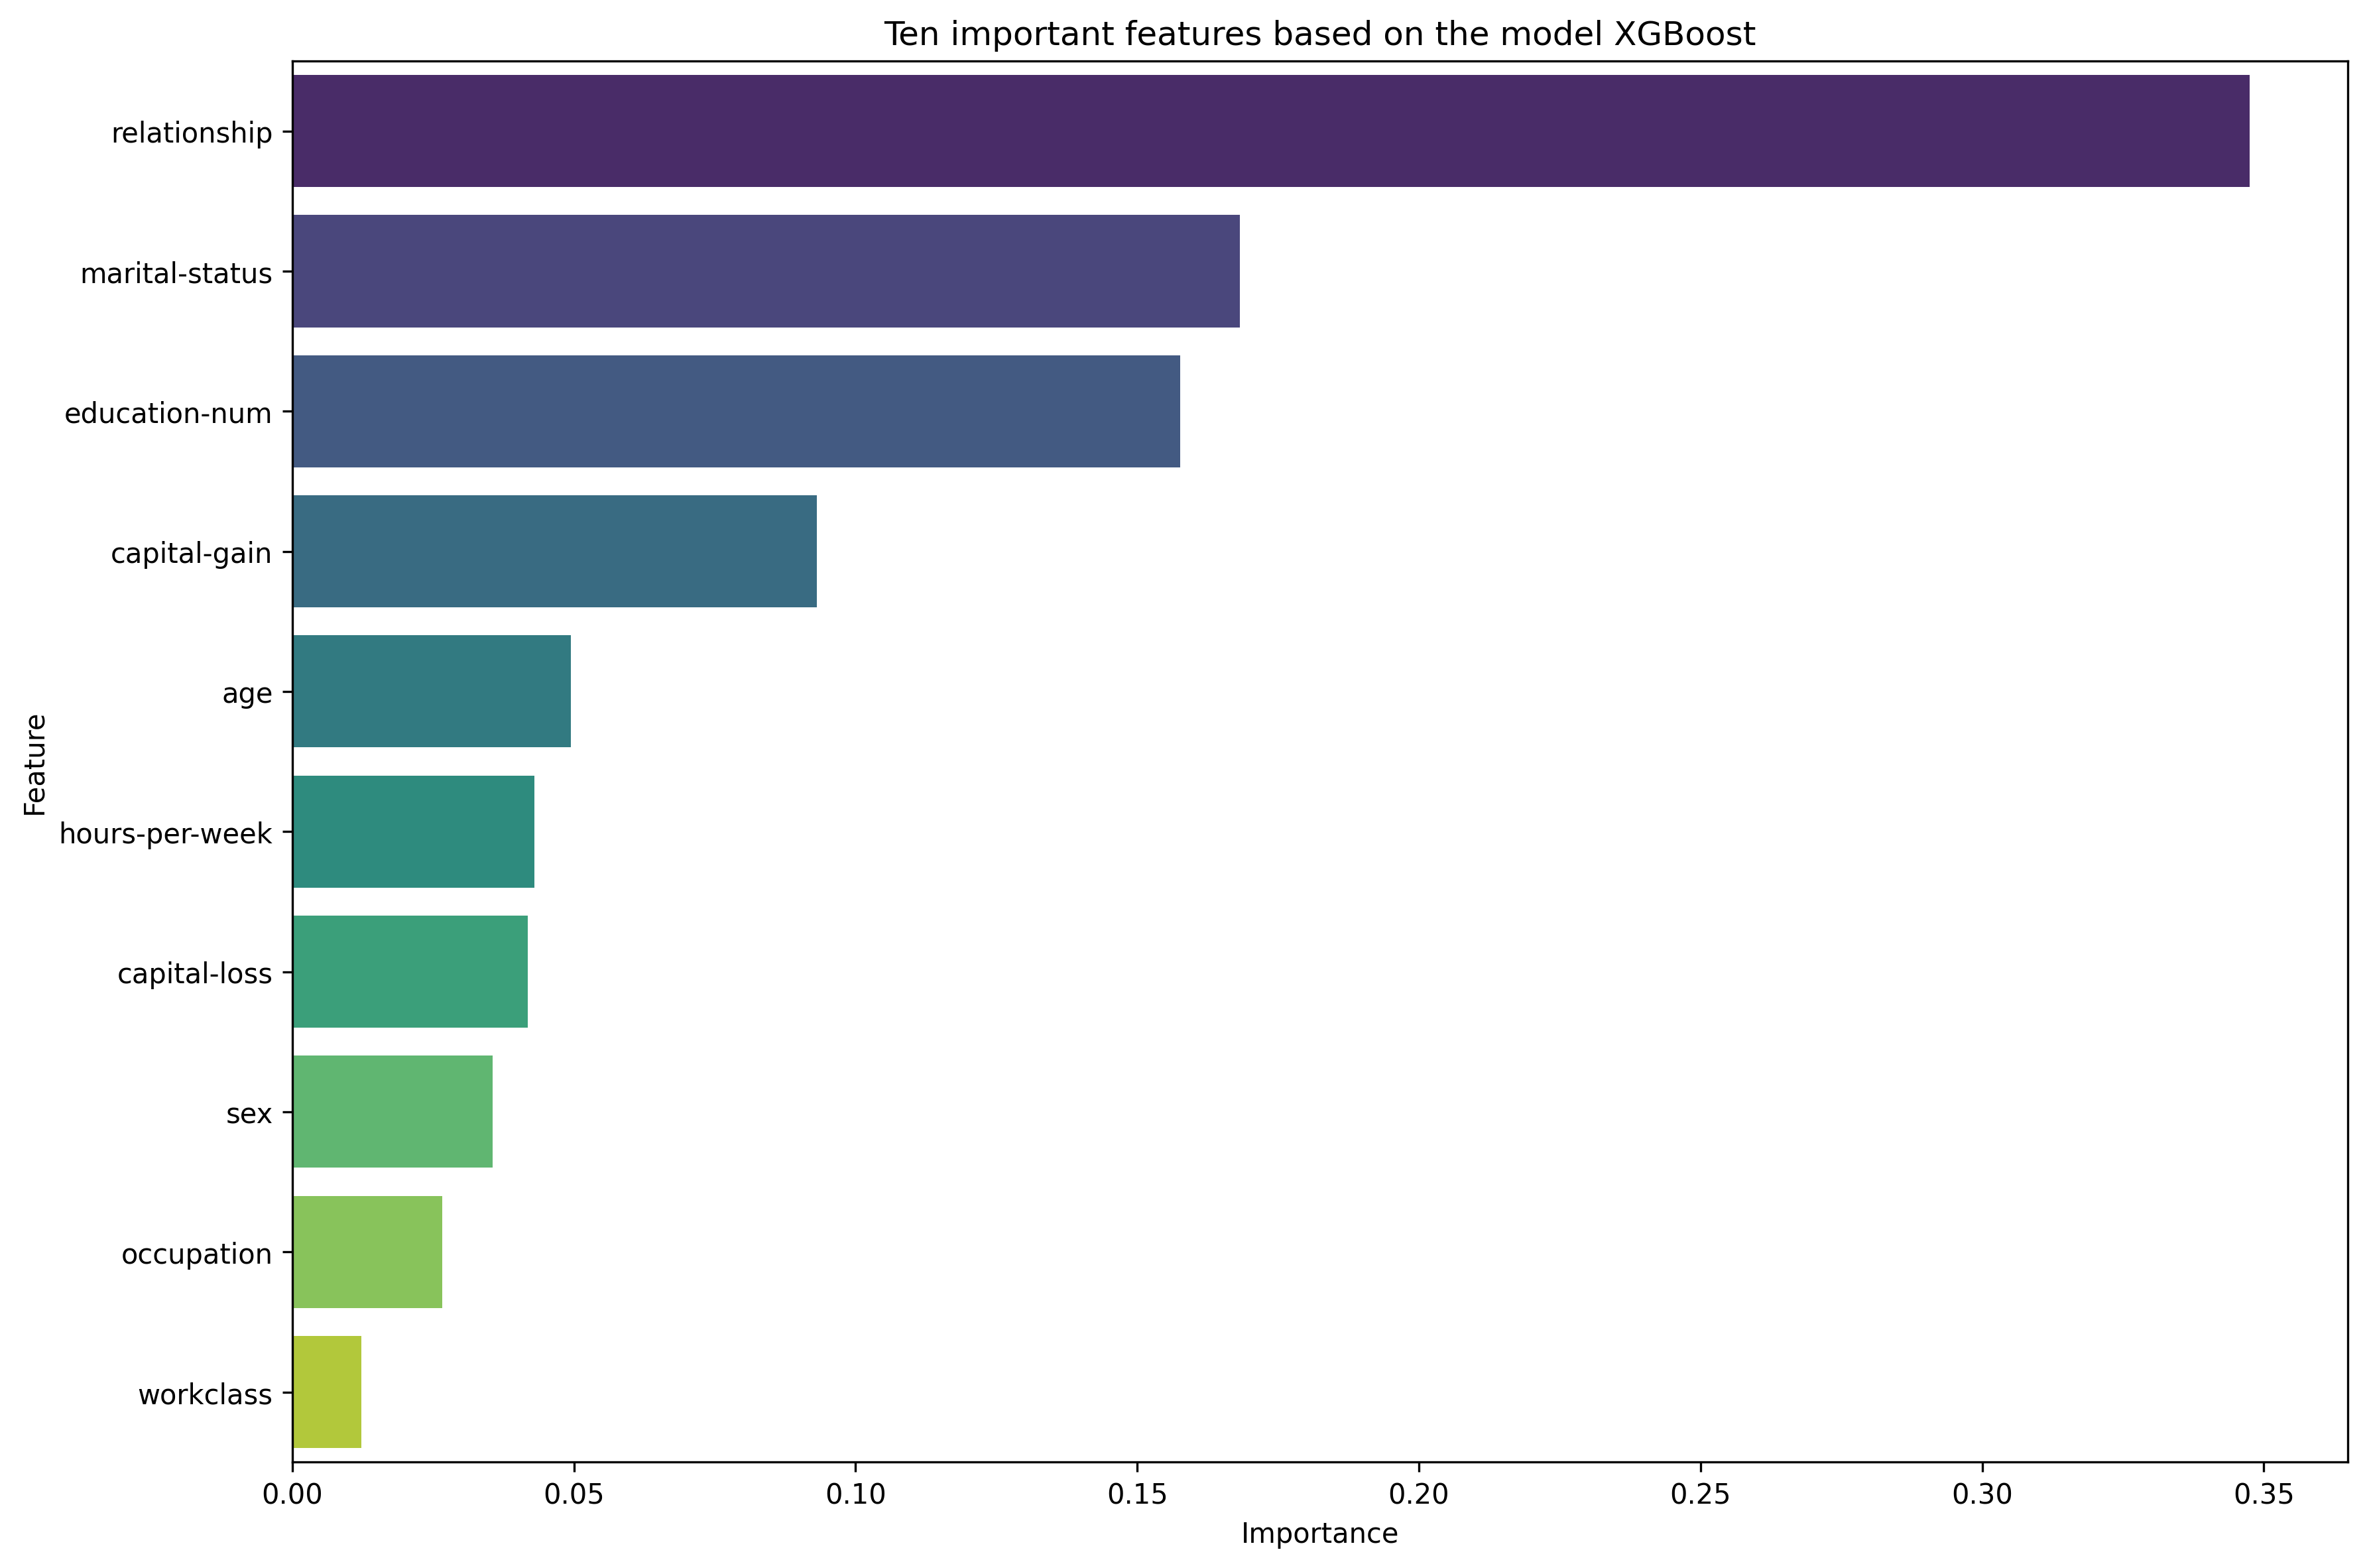 Ten important features based on the model XGBoost
relationship
marital-status
education-num
capital-gain
age
hours-per-week
capital-loss
sex
occupation
workclass
Feature
0.00 0.05 0.10 0.15 0.20 0.25 0.30 0.35
Importance